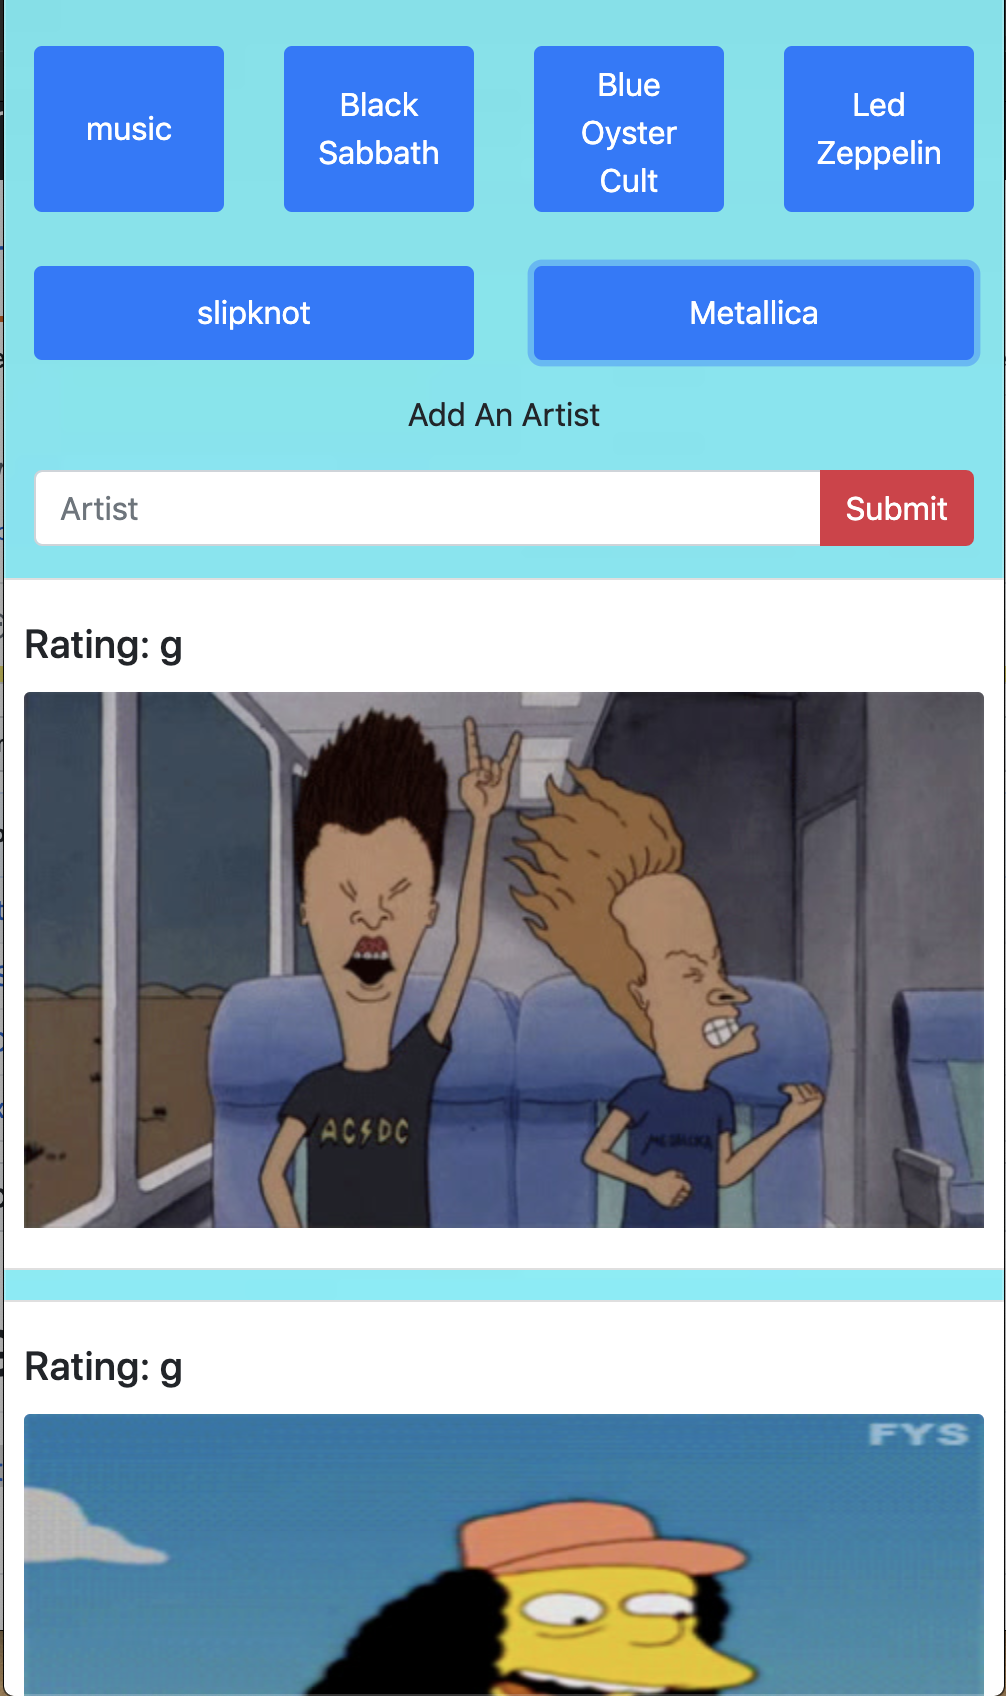 music
Black
Sabbath
Blue
Oyster
Cult
Led
Zeppelin
slipknot
Metallica
Add An Artist
Artist
Submit
Rating: g
AC⚡DC
METALLICA
Rating: g
FYS